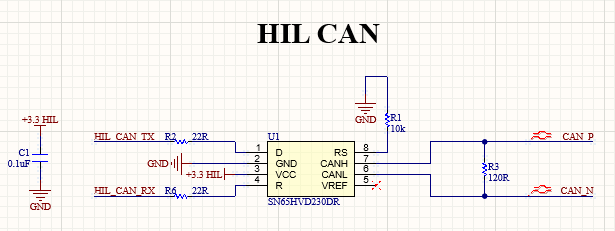 HIL CAN
+3.3 HIL
C1
0.1uF
GND
HIL_CAN_TX R2 22R
GND
+3.3 HIL
HIL_CAN_RX R6 22R
U1
1 D RS 8
2 GND CANH 7
3 VCC CANL 6
4 R VREF 5
SN65HVD230DR
GND
R1
10k
R3
120R
CAN_P
CAN_N